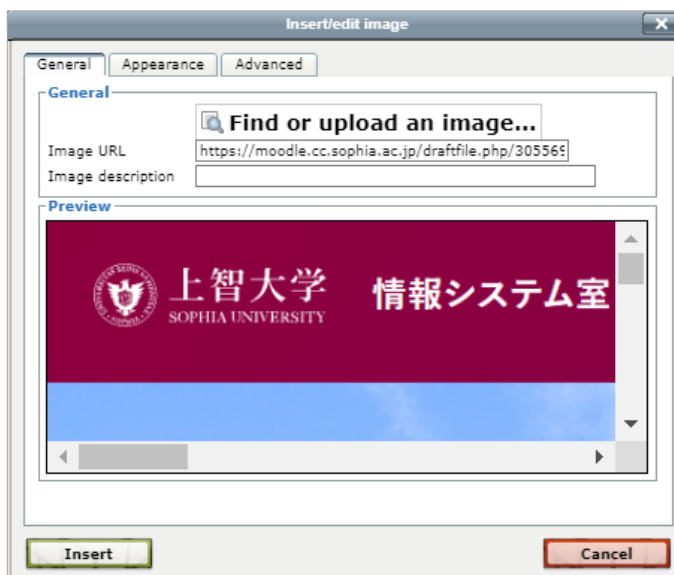 Insert/edit image
General Appearance Advanced
General
Find or upload an image...
Image URL https://moodle.cc.sophia.ac.jp/draftfile.php/305569
Image description
Preview
上智大学 情報システム室
SOPHIA UNIVERSITY
Insert Cancel